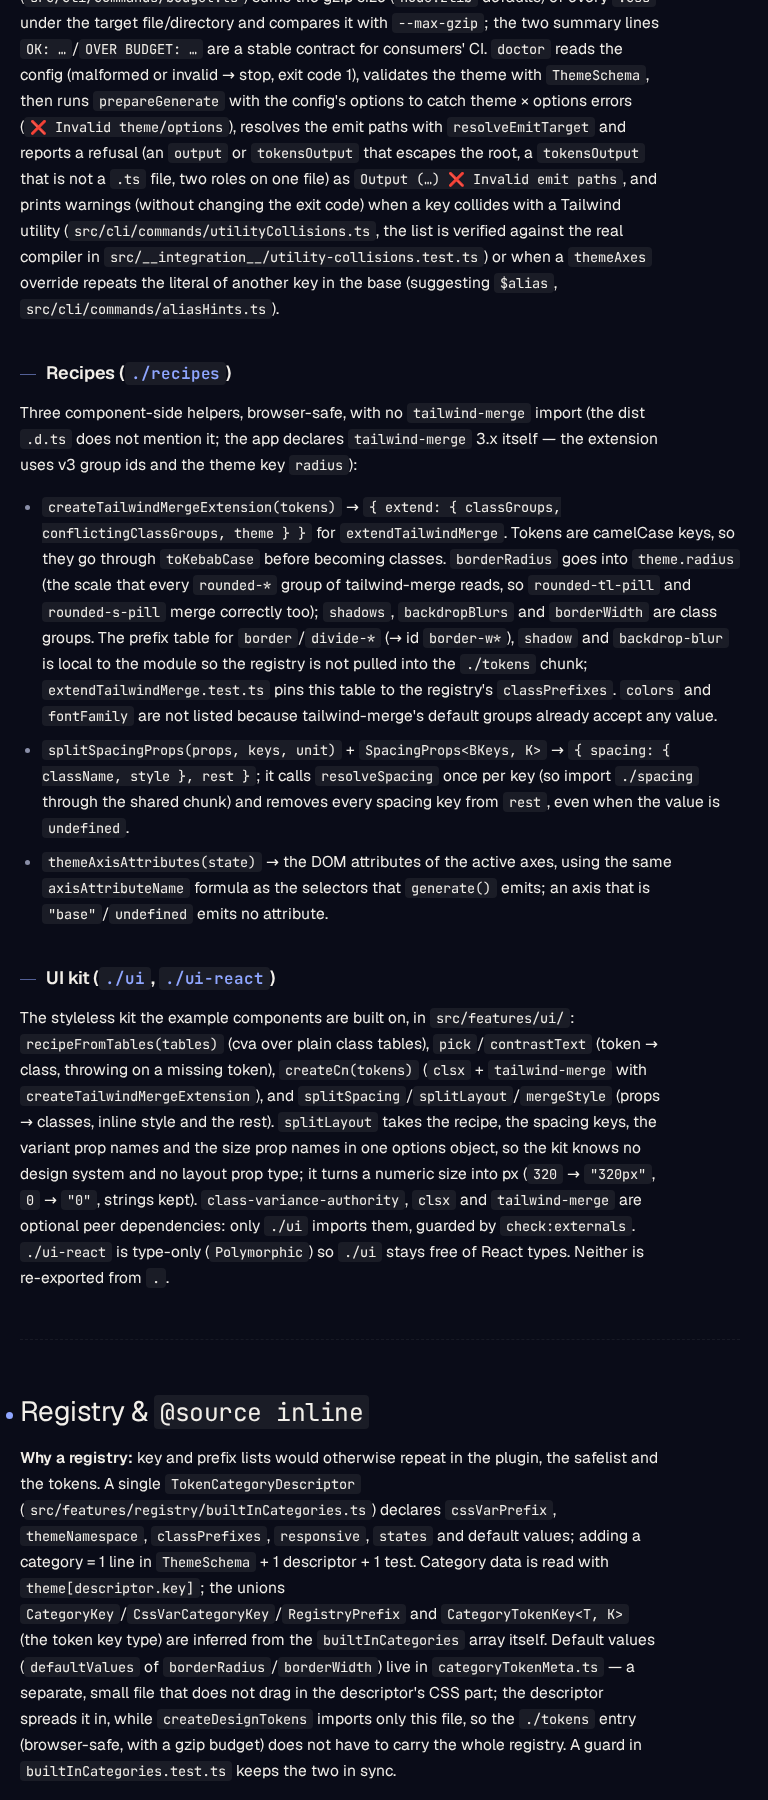 under the target file/directory and compares it with --max-gzip; the two summary lines
OK: …/OVER BUDGET: … are a stable contract for consumers' CI. doctor reads the
config (malformed or invalid → stop, exit code 1), validates the theme with ThemeSchema,
then runs prepareGenerate with the config's options to catch theme × options errors
(❌ Invalid theme/options), resolves the emit paths with resolveEmitTarget and
reports a refusal (an output or tokensOutput that escapes the root, a tokensOutput
that is not a .ts file, two roles on one file) as Output (…) ❌ Invalid emit paths, and
prints warnings (without changing the exit code) when a key collides with a Tailwind
utility (src/cli/commands/utilityCollisions.ts, the list is verified against the real
compiler in src/__integration__/utility-collisions.test.ts) or when a themeAxes
override repeats the literal of another key in the base (suggesting $alias,
src/cli/commands/aliasHints.ts).
— Recipes (./recipes)
Three component-side helpers, browser-safe, with no tailwind-merge import (the dist
.d.ts does not mention it; the app declares tailwind-merge 3.x itself — the extension
uses v3 group ids and the theme key radius):
• createTailwindMergeExtension(tokens) → { extend: { classGroups,
conflictingClassGroups, theme } } for extendTailwindMerge. Tokens are camelCase keys, so
they go through toKebabCase before becoming classes. borderRadius goes into theme.radius
(the scale that every rounded-* group of tailwind-merge reads, so rounded-tl-pill and
rounded-s-pill merge correctly too); shadows, backdropBlurs and borderWidth are class
groups. The prefix table for border/divide-* (→ id border-w*), shadow and backdrop-blur
is local to the module so the registry is not pulled into the ./tokens chunk;
extendTailwindMerge.test.ts pins this table to the registry's classPrefixes. colors and
fontFamily are not listed because tailwind-merge's default groups already accept any value.
• splitSpacingProps(props, keys, unit) + SpacingProps<BKeys, K> → { spacing: {
className, style }, rest }; it calls resolveSpacing once per key (so import ./spacing
through the shared chunk) and removes every spacing key from rest, even when the value is
undefined.
• themeAxisAttributes(state) → the DOM attributes of the active axes, using the same
axisAttributeName formula as the selectors that generate() emits; an axis that is
"base"/undefined emits no attribute.
— UI kit (./ui, ./ui-react)
The styleless kit the example components are built on, in src/features/ui/:
recipeFromTables(tables) (cva over plain class tables), pick/contrastText (token →
class, throwing on a missing token), createCn(tokens) (clsx + tailwind-merge with
createTailwindMergeExtension), and splitSpacing/splitLayout/mergeStyle (props
→ classes, inline style and the rest). splitLayout takes the recipe, the spacing keys, the
variant prop names and the size prop names in one options object, so the kit knows no
design system and no layout prop type; it turns a numeric size into px (320 → "320px",
0 → "0", strings kept). class-variance-authority, clsx and tailwind-merge are
optional peer dependencies: only ./ui imports them, guarded by check:externals.
./ui-react is type-only (Polymorphic) so ./ui stays free of React types. Neither is
re-exported from ..
Registry & @source inline
Why a registry: key and prefix lists would otherwise repeat in the plugin, the safelist and
the tokens. A single TokenCategoryDescriptor
(src/features/registry/builtInCategories.ts) declares cssVarPrefix,
themeNamespace, classPrefixes, responsive, states and default values; adding a
category = 1 line in ThemeSchema + 1 descriptor + 1 test. Category data is read with
theme[descriptor.key]; the unions
CategoryKey/CssVarCategoryKey/RegistryPrefix and CategoryTokenKey<T, K>
(the token key type) are inferred from the builtInCategories array itself. Default values
(defaultValues of borderRadius/borderWidth) live in categoryTokenMeta.ts — a
separate, small file that does not drag in the descriptor's CSS part; the descriptor
spreads it in, while createDesignTokens imports only this file, so the ./tokens entry
(browser-safe, with a gzip budget) does not have to carry the whole registry. A guard in
builtInCategories.test.ts keeps the two in sync.